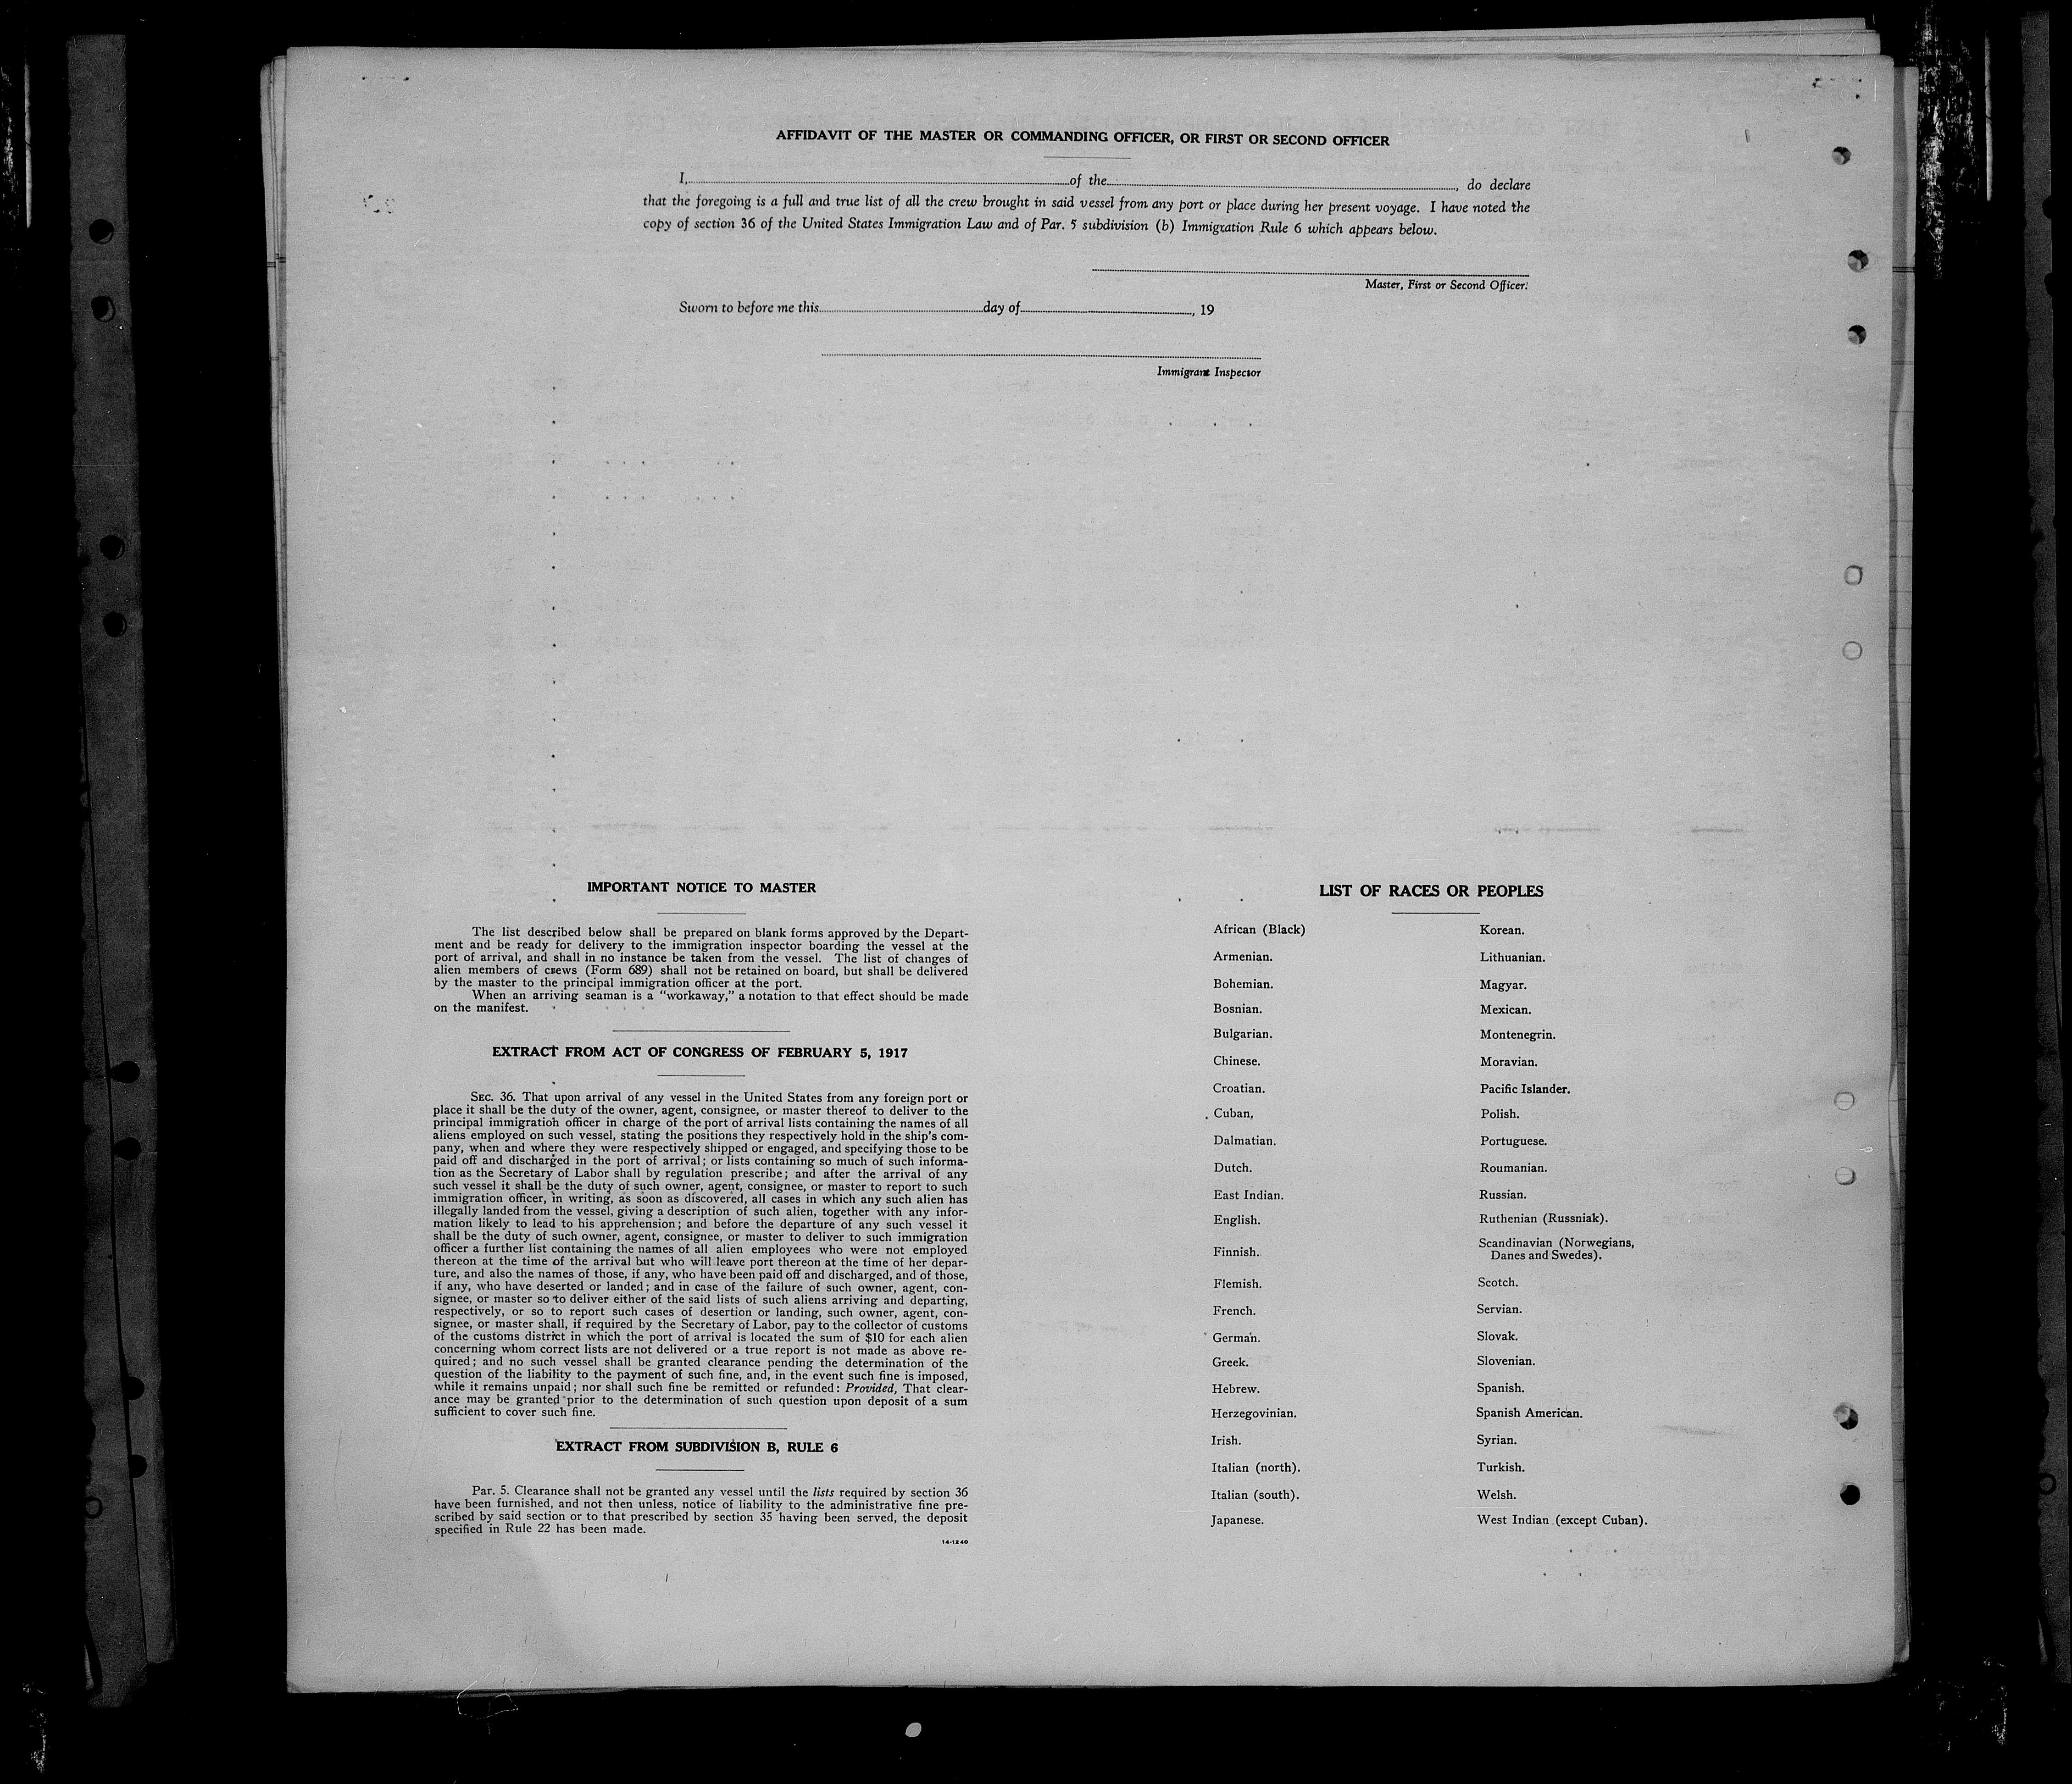 AFFIDAVIT OF THE MASTER OR COMMANDING OFFICER, OR FIRST OR SECOND OFFICER
I, of the , do declare
that the foregoing is a full and true list of all the crew brought in said vessel from any port or place during her present voyage. I have noted the
copy of section 36 of the United States Immigration Law and of Par. 5 subdivision (b) Immigration Rule 6 which appears below.
Master, First or Second Officer.
Sworn to before me this day of , 19
Immigrant Inspector
IMPORTANT NOTICE TO MASTER
The list described below shall be prepared on blank forms approved by the Depart-
ment and be ready for delivery to the immigration inspector boarding the vessel at the
port of arrival, and shall in no instance be taken from the vessel. The list of changes of
alien members of crews (Form 689) shall not be retained on board, but shall be delivered
by the master to the principal immigration officer at the port.
When an arriving seaman is a “workaway,” a notation to that effect should be made
on the manifest.
EXTRACT FROM ACT OF CONGRESS OF FEBRUARY 5, 1917
SEC. 36. That upon arrival of any vessel in the United States from any foreign port or
place it shall be the duty of the owner, agent, consignee, or master thereof to deliver to the
principal immigration officer in charge of the port of arrival lists containing the names of all
aliens employed on such vessel, stating the positions they respectively hold in the ship's com-
pany, when and where they were respectively shipped or engaged, and specifying those to be
paid off and discharged in the port of arrival; or lists containing so much of such informa-
tion as the Secretary of Labor shall by regulation prescribe; and after the arrival of any
such vessel it shall be the duty of such owner, agent, consignee, or master to report to such
immigration officer, in writing, as soon as discovered, all cases in which any such alien has
illegally landed from the vessel, giving a description of such alien, together with any infor-
mation likely to lead to his apprehension; and before the departure of any such vessel it
shall be the duty of such owner, agent, consignee, or master to deliver to such immigration
officer a further list containing the names of all alien employees who were not employed
thereon at the time of the arrival but who will leave port thereon at the time of her depar-
ture, and also the names of those, if any, who have been paid off and discharged, and of those,
if any, who have deserted or landed; and in case of the failure of such owner, agent, con-
signee, or master so to deliver either of the said lists of such aliens arriving and departing,
respectively, or so to report such cases of desertion or landing, such owner, agent, con-
signee, or master shall, if required by the Secretary of Labor, pay to the collector of customs
of the customs district in which the port of arrival is located the sum of $10 for each alien
concerning whom correct lists are not delivered or a true report is not made as above re-
quired; and no such vessel shall be granted clearance pending the determination of the
question of the liability to the payment of such fine, and, in the event such fine is imposed,
while it remains unpaid; nor shall such fine be remitted or refunded: Provided, That clear-
ance may be granted prior to the determination of such question upon deposit of a sum
sufficient to cover such fine.
EXTRACT FROM SUBDIVISION B, RULE 6
Par. 5. Clearance shall not be granted any vessel until the lists required by section 36
have been furnished, and not then unless, notice of liability to the administrative fine pre-
scribed by said section or to that prescribed by section 35 having been served, the deposit
specified in Rule 22 has been made.
14-1240
LIST OF RACES OR PEOPLES
African (Black)
Armenian.
Bohemian.
Bosnian.
Bulgarian.
Chinese.
Croatian.
Cuban,
Dalmatian.
Dutch.
East Indian.
English.
Finnish.
Flemish.
French.
German.
Greek.
Hebrew.
Herzegovinian.
Irish.
Italian (north).
Italian (south).
Japanese.
Korean.
Lithuanian.
Magyar.
Mexican.
Montenegrin.
Moravian.
Pacific Islander.
Polish.
Portuguese.
Roumanian.
Russian.
Ruthenian (Russniak).
Scandinavian (Norwegians,
Danes and Swedes).
Scotch.
Servian.
Slovak.
Slovenian.
Spanish.
Spanish American.
Syrian.
Turkish.
Welsh.
West Indian (except Cuban).